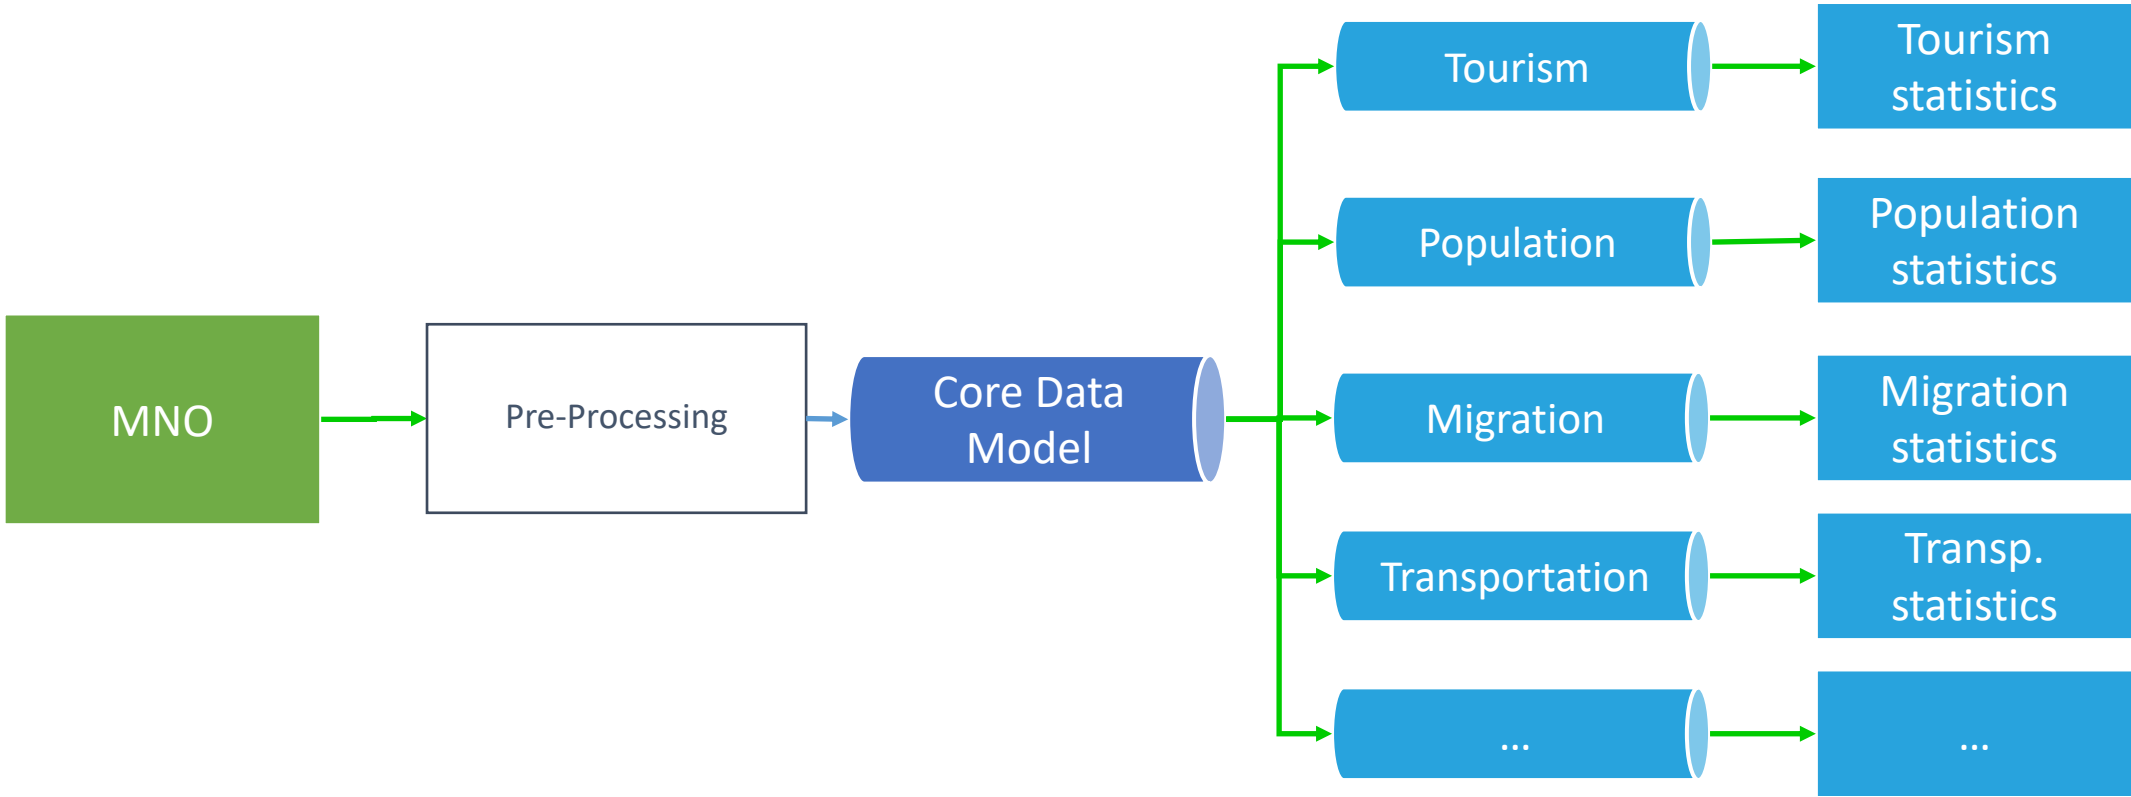 MNO
Pre-Processing
Core Data
Model
Tourism
Tourism
statistics
Population
Population
statistics
Migration
Migration
statistics
Transportation
Transp.
statistics
...
...